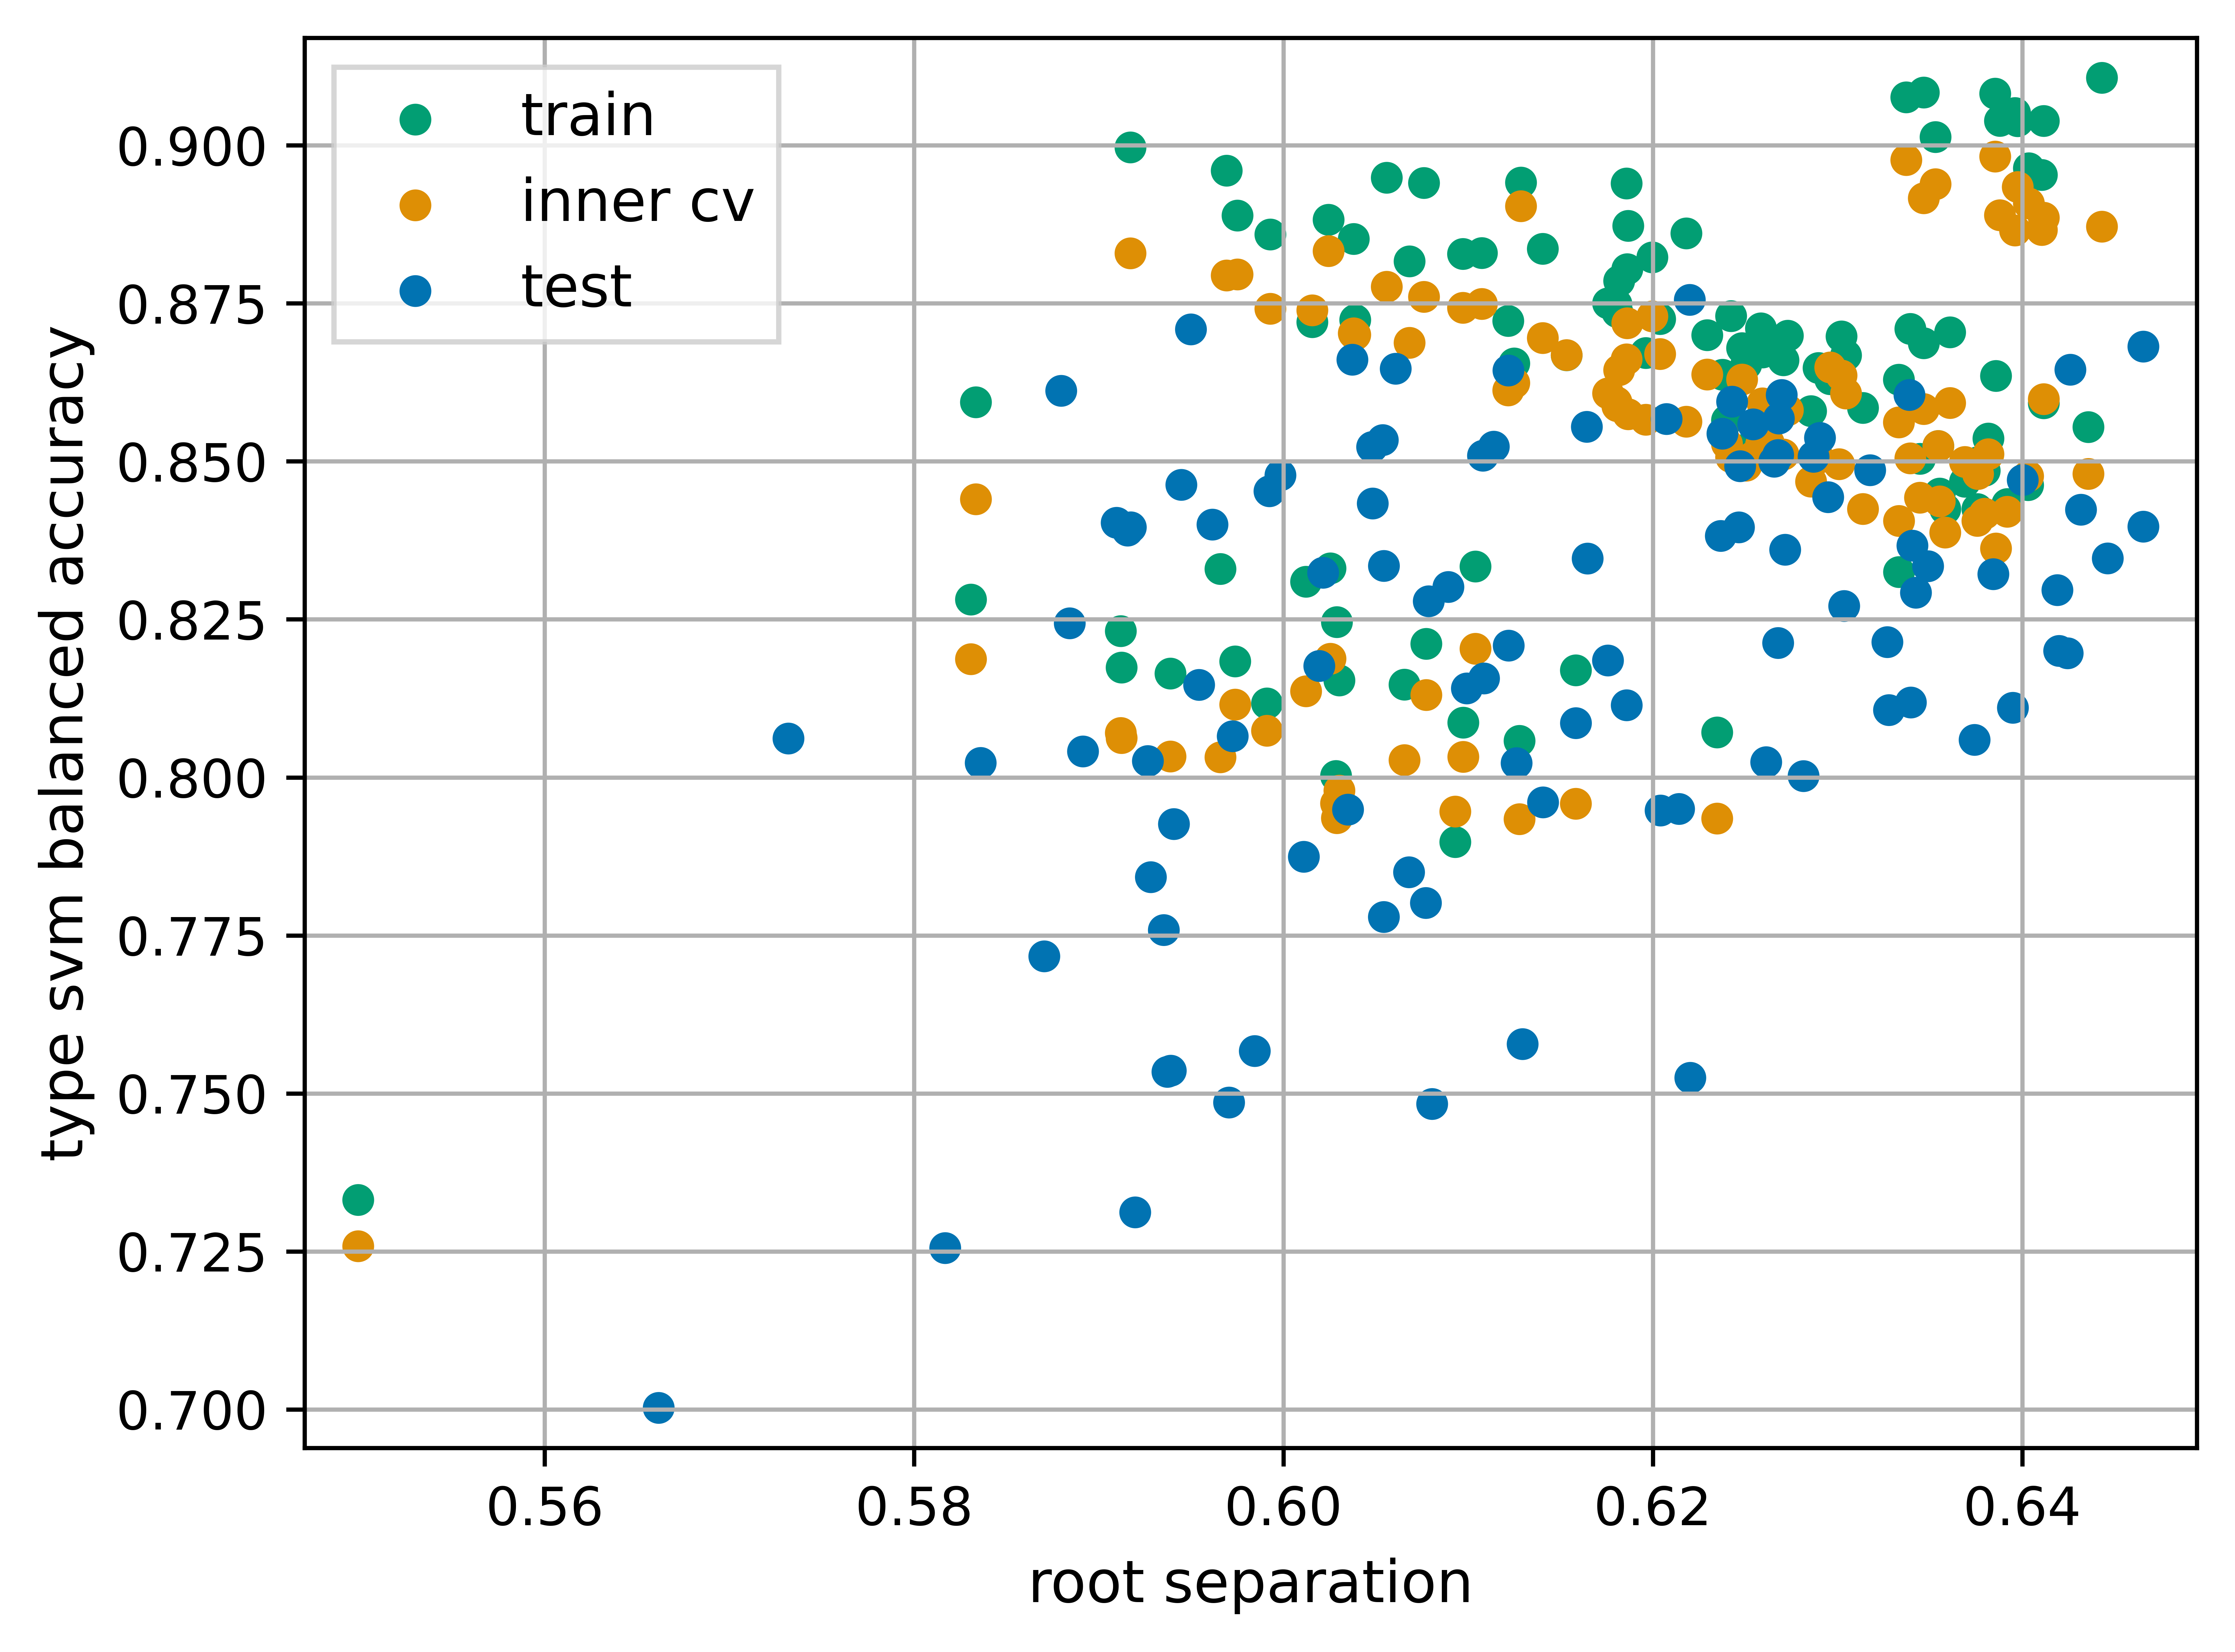 train
inner cv
test
0.900
0.875
0.850
0.825
0.800
0.775
0.750
0.725
0.700
type svm balanced accuracy
0.56 0.58 0.60 0.62 0.64
root separation